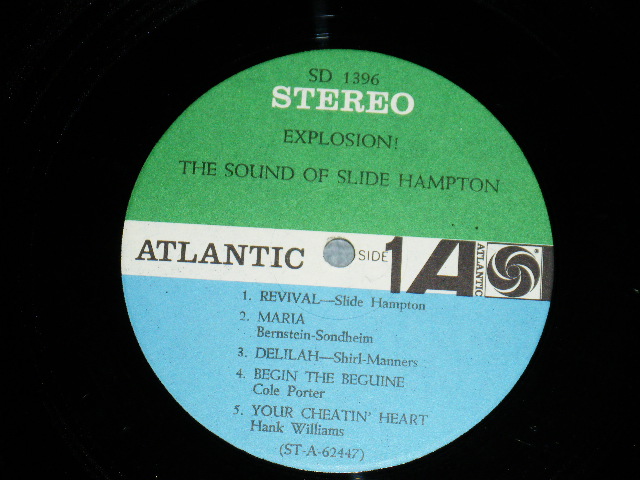 SD 1396
STEREO
EXPLOSION!
THE SOUND OF SLIDE HAMPTON
ATLANTIC SIDE 1 A ATLANTIC
1. REVIVAL—Slide Hampton
2. MARIA
Bernstein-Sondheim
3. DELILAH—Shirl-Manners
4. BEGIN THE BEGUINE
Cole Porter
5. YOUR CHEATIN' HEART
Hank Williams
(ST-A-62447)